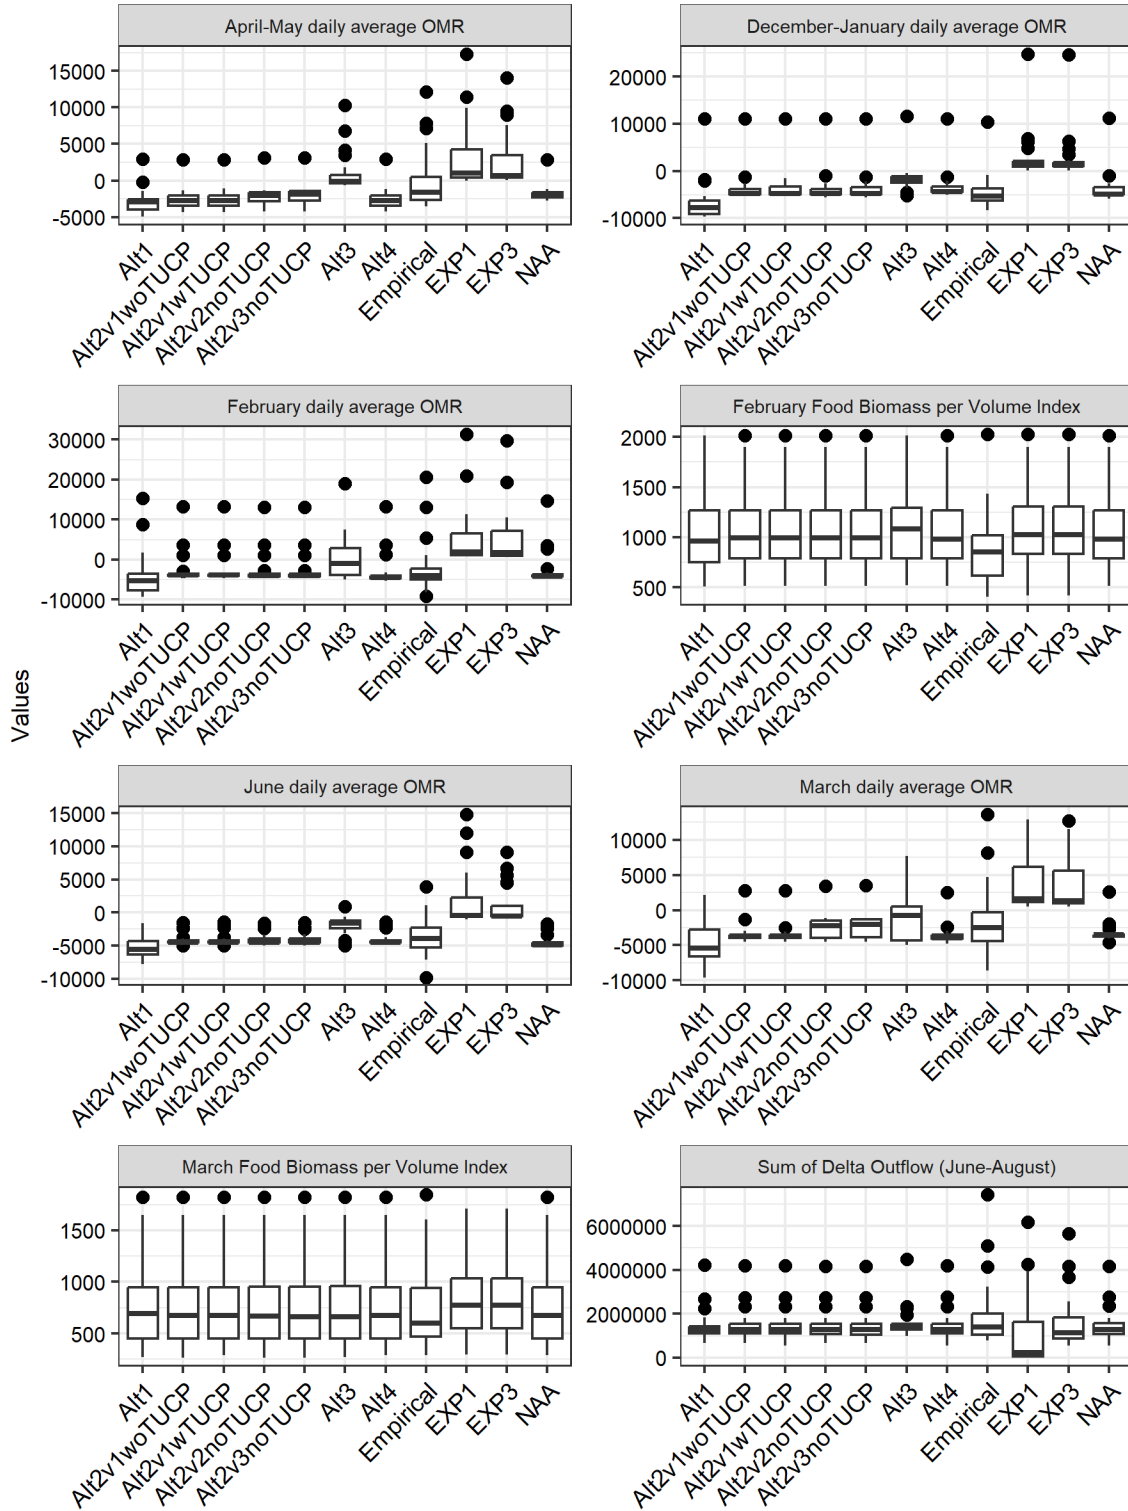 April-May daily average OMR
15000
10000
5000
0
-5000
Alt1
Alt2v1woTUCP
Alt2v1wTUCP
Alt2v2noTUCP
Alt2v3noTUCP
Alt3
Alt4
Empirical
EXP1
EXP3
NAA
December-January daily average OMR
20000
10000
0
-10000
Alt1
Alt2v1woTUCP
Alt2v1wTUCP
Alt2v2noTUCP
Alt2v3noTUCP
Alt3
Alt4
Empirical
EXP1
EXP3
NAA
February daily average OMR
30000
20000
10000
0
-10000
Alt1
Alt2v1woTUCP
Alt2v1wTUCP
Alt2v2noTUCP
Alt2v3noTUCP
Alt3
Alt4
Empirical
EXP1
EXP3
NAA
February Food Biomass per Volume Index
2000
1500
1000
500
Alt1
Alt2v1woTUCP
Alt2v1wTUCP
Alt2v2noTUCP
Alt2v3noTUCP
Alt3
Alt4
Empirical
EXP1
EXP3
NAA
Values
June daily average OMR
15000
10000
5000
0
-5000
-10000
Alt1
Alt2v1woTUCP
Alt2v1wTUCP
Alt2v2noTUCP
Alt2v3noTUCP
Alt3
Alt4
Empirical
EXP1
EXP3
NAA
March daily average OMR
10000
5000
0
-5000
-10000
Alt1
Alt2v1woTUCP
Alt2v1wTUCP
Alt2v2noTUCP
Alt2v3noTUCP
Alt3
Alt4
Empirical
EXP1
EXP3
NAA
March Food Biomass per Volume Index
1500
1000
500
Alt1
Alt2v1woTUCP
Alt2v1wTUCP
Alt2v2noTUCP
Alt2v3noTUCP
Alt3
Alt4
Empirical
EXP1
EXP3
NAA
Sum of Delta Outflow (June-August)
6000000
4000000
2000000
0
Alt1
Alt2v1woTUCP
Alt2v1wTUCP
Alt2v2noTUCP
Alt2v3noTUCP
Alt3
Alt4
Empirical
EXP1
EXP3
NAA